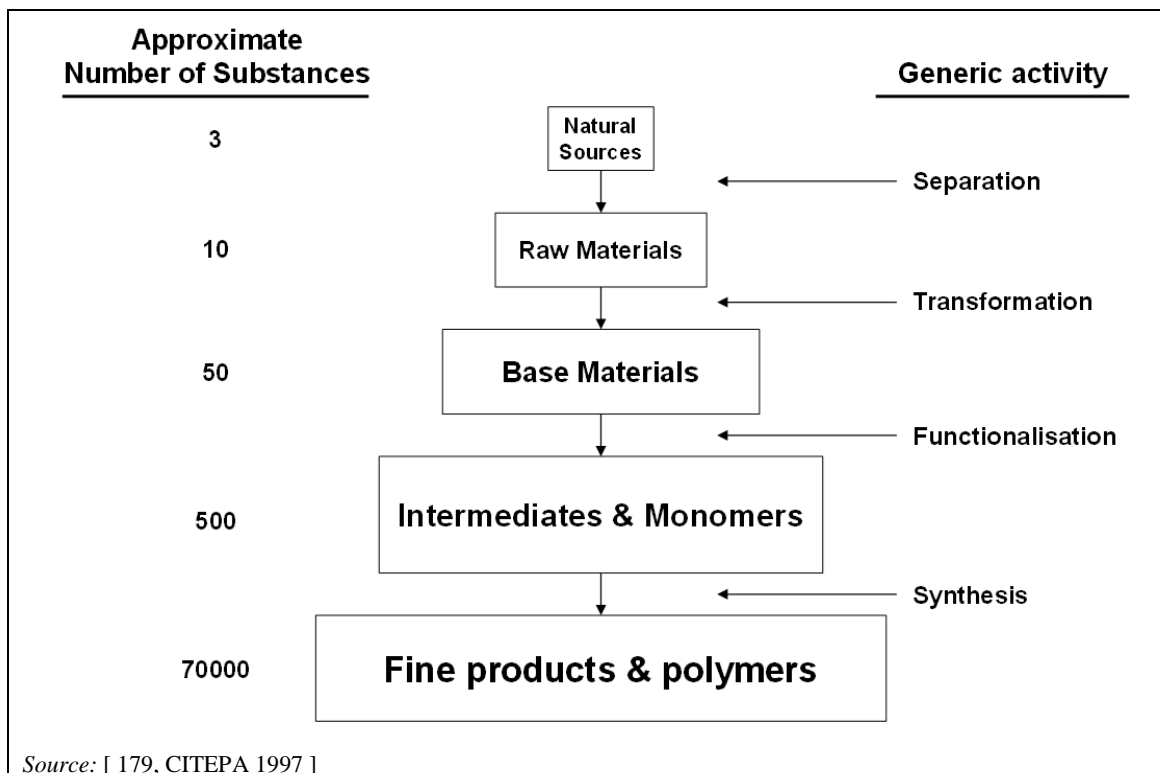 Approximate
Number of Substances
Generic activity
3
Natural
Sources
Separation
10
Raw Materials
Transformation
50
Base Materials
Functionalisation
500
Intermediates & Monomers
Synthesis
70000
Fine products & polymers
Source: [ 179, CITEPA 1997 ]